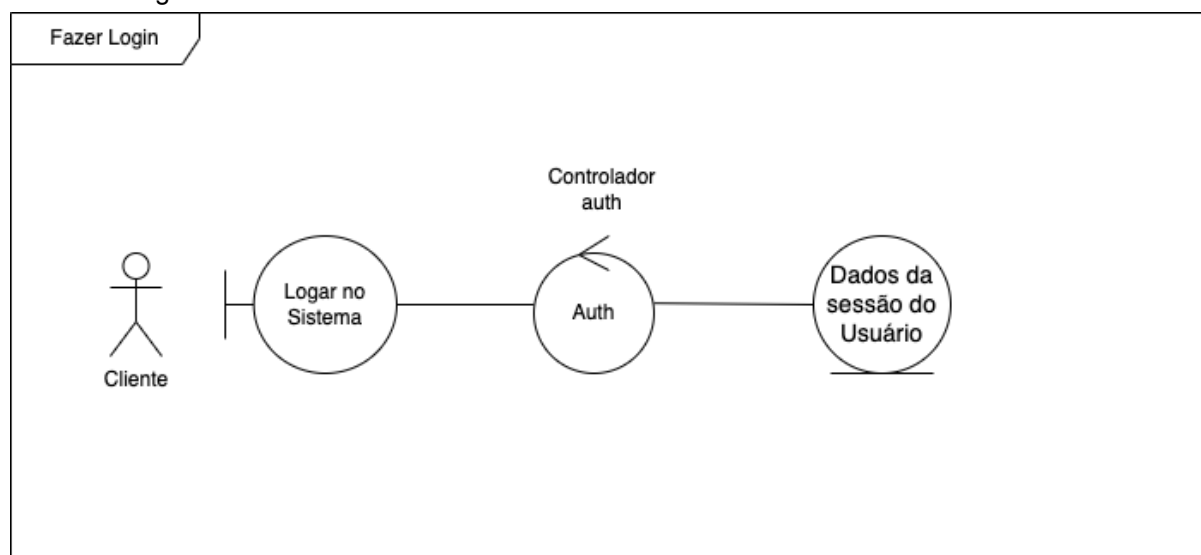 Fazer Login
Controlador
auth
Logar no
Sistema
Auth
Dados da
sessão do
Usuário
Cliente